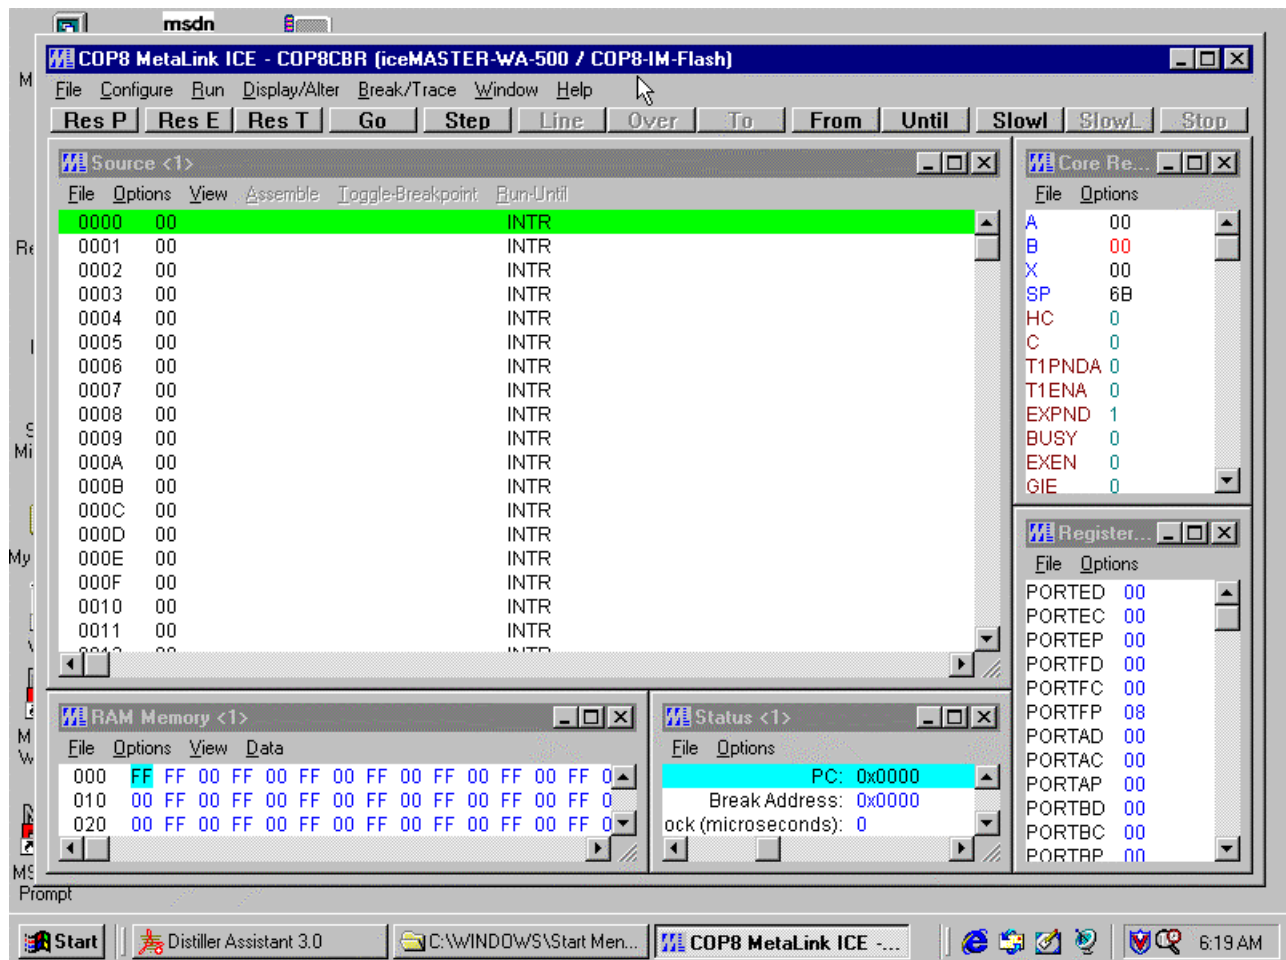 msdn
COP8 MetaLink ICE - COP8CBR (iceMASTER-WA-500 / COP8-IM-Flash)
File Configure Run Display/Alter Break/Trace Window Help
Res P Res E Res T Go Step Line Over To From Until Slowl SlowL Stop
Source <1>
File Options View Assemble Toggle-Breakpoint Run-Until
0000 00 INTR
0001 00 INTR
0002 00 INTR
0003 00 INTR
0004 00 INTR
0005 00 INTR
0006 00 INTR
0007 00 INTR
0008 00 INTR
0009 00 INTR
000A 00 INTR
000B 00 INTR
000C 00 INTR
000D 00 INTR
000E 00 INTR
000F 00 INTR
0010 00 INTR
0011 00 INTR
Core Re...
File Options
A 00
B 00
X 00
SP 6B
HC 0
C 0
T1PNDA 0
T1ENA 0
EXPND 1
BUSY 0
EXEN 0
GIE 0
Register...
File Options
PORTED 00
PORTEC 00
PORTEP 00
PORTFD 00
PORTFC 00
PORTFP 08
PORTAD 00
PORTAC 00
PORTAP 00
PORTBD 00
PORTBC 00
PORTBP 00
RAM Memory <1>
File Options View Data
000 FF FF 00 FF 00 FF 00 FF 00 FF 00 FF 00 FF 0
010 00 FF 00 FF 00 FF 00 FF 00 FF 00 FF 00 FF 0
020 00 FF 00 FF 00 FF 00 FF 00 FF 00 FF 00 FF 0
Status <1>
File Options
PC: 0x0000
Break Address: 0x0000
ock (microseconds): 0
My
MS
Prompt
Start Distiller Assistant 3.0 C:\WINDOWS\Start Men... COP8 MetaLink ICE -... 6:19 AM